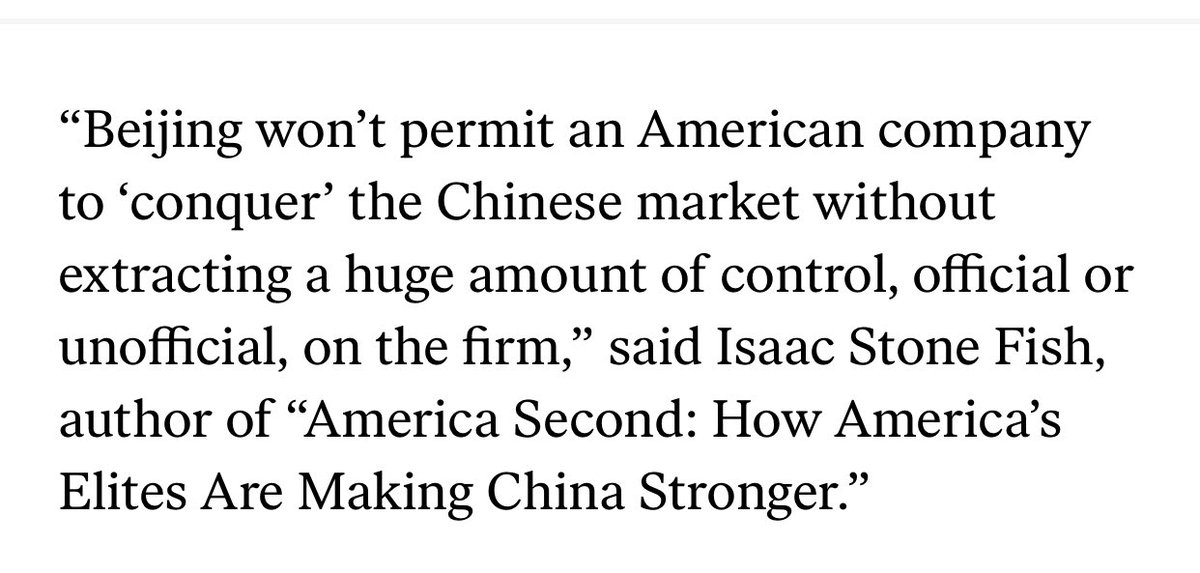 “Beijing won’t permit an American company
to ‘conquer’ the Chinese market without
extracting a huge amount of control, official or
unofficial, on the firm,” said Isaac Stone Fish,
author of “America Second: How America’s
Elites Are Making China Stronger.”